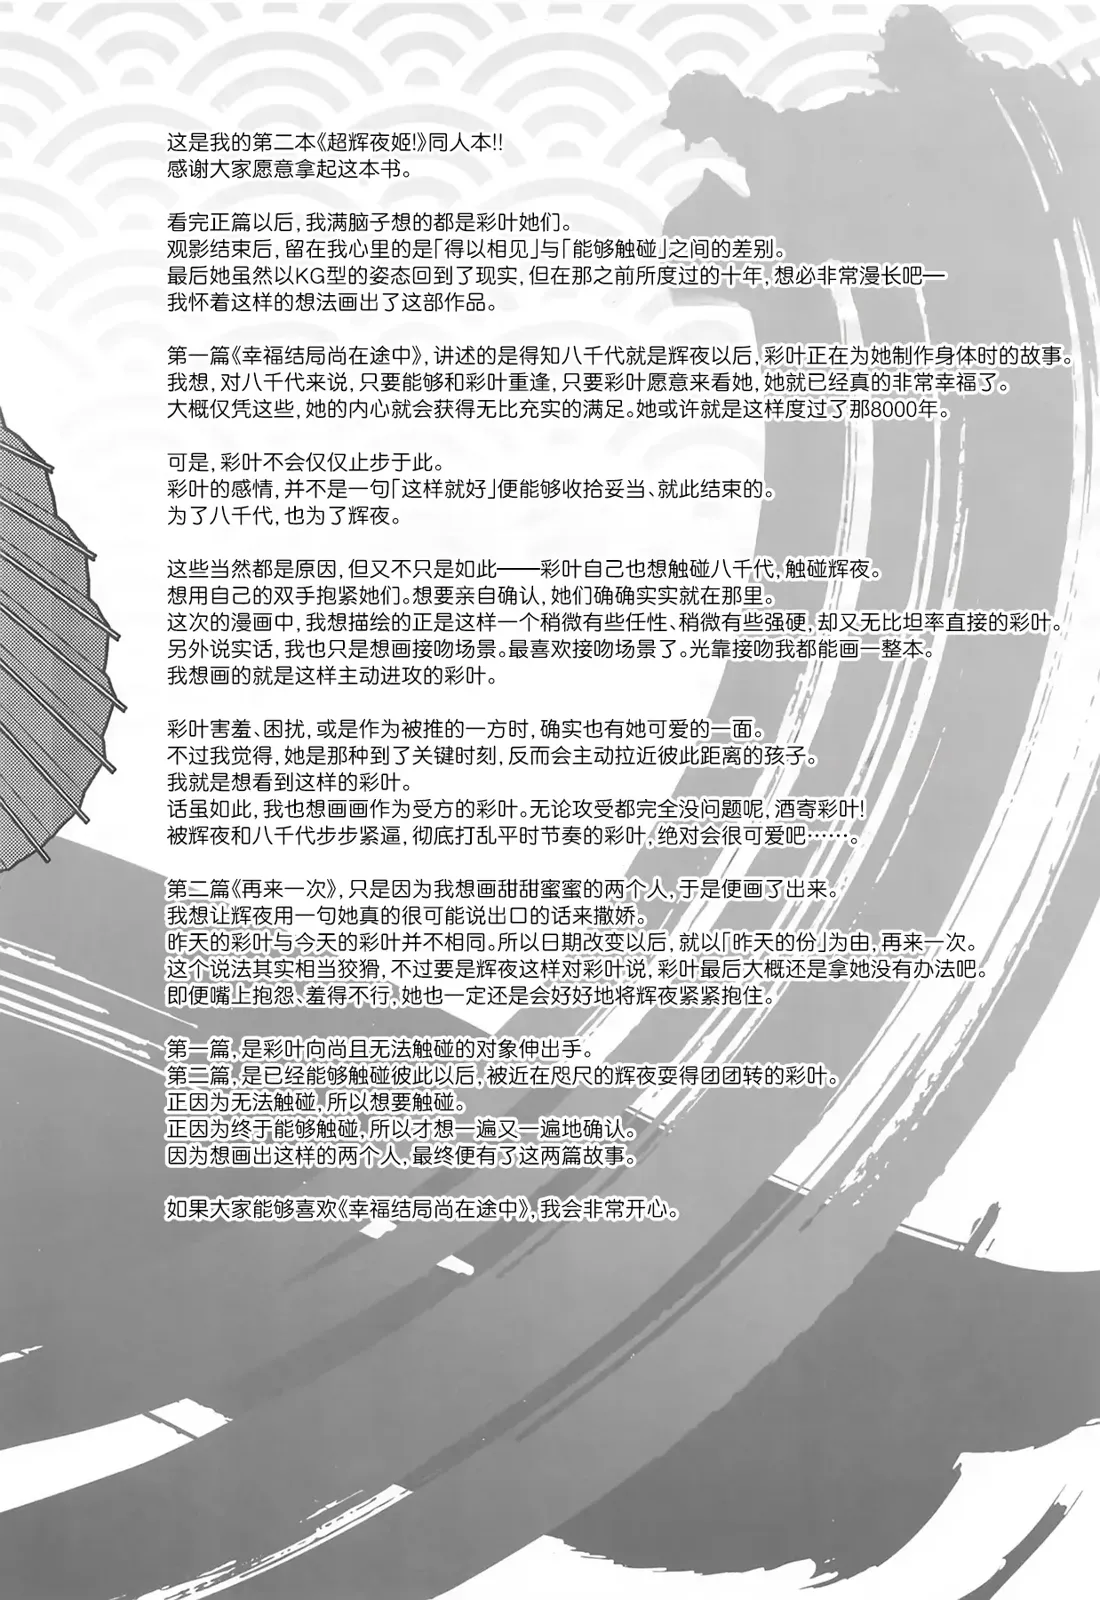 这是我的第二本《超辉夜姬!》同人本!!
感谢大家愿意拿起这本书。
看完正篇以后,我满脑子想的都是彩叶她们。
观影结束后,留在我心里的是「得以相见」与「能够触碰」之间的差别。
最后她虽然以KG型的姿态回到了现实,但在那之前所度过的十年,想必非常漫长吧—
我怀着这样的想法画出了这部作品。
第一篇《幸福结局尚在途中》,讲述的是得知八千代就是辉夜以后,彩叶正在为她制作身体时的故事。
我想,对八千代来说,只要能够和彩叶重逢,只要彩叶愿意来看她,她就已经真的非常幸福了。
大概仅凭这些,她的内心就会获得无比充实的满足。她或许就是这样度过了那8000年。
可是,彩叶不会仅仅止步于此。
彩叶的感情,并不是一句「这样就好」便能够收拾妥当、就此结束的。
为了八千代,也为了辉夜。
这些当然都是原因,但又不只是如此——彩叶自己也想触碰八千代,触碰辉夜。
想用自己的双手抱紧她们。想要亲自确认,她们确确实实就在那里。
这次的漫画中,我想描绘的正是这样一个稍微有些任性、稍微有些强硬,却又无比坦率直接的彩叶。
另外说实话,我也只是想画接吻场景。最喜欢接吻场景了。光靠接吻我都能画一整本。
我想画的就是这样主动进攻的彩叶。
彩叶害羞、困扰,或是作为被推的一方时,确实也有她可爱的一面。
不过我觉得,她是那种到了关键时刻,反而会主动拉近彼此距离的孩子。
我就是想看到这样的彩叶。
话虽如此,我也想画画作为受方的彩叶。无论攻受都完全没问题呢,酒寄彩叶!
被辉夜和八千代步步紧逼,彻底打乱平时节奏的彩叶,绝对会很可爱吧……。
第二篇《再来一次》,只是因为我想画甜甜蜜蜜的两个人,于是便画了出来。
我想让辉夜用一句她真的很可能说出口的话来撒娇。
昨天的彩叶与今天的彩叶并不相同。所以日期改变以后,就以「昨天的份」为由,再来一次。
这个说法其实相当狡猾,不过要是辉夜这样对彩叶说,彩叶最后大概还是拿她没有办法吧。
即便嘴上抱怨、羞得不行,她也一定还是会好好地将辉夜紧紧抱住。
第一篇,是彩叶向尚且无法触碰的对象伸出手。
第二篇,是已经能够触碰彼此以后,被近在咫尺的辉夜耍得团团转的彩叶。
正因为无法触碰,所以想要触碰。
正因为终于能够触碰,所以才想一遍又一遍地确认。
因为想画出这样的两个人,最终便有了这两篇故事。
如果大家能够喜欢《幸福结局尚在途中》,我会非常开心。